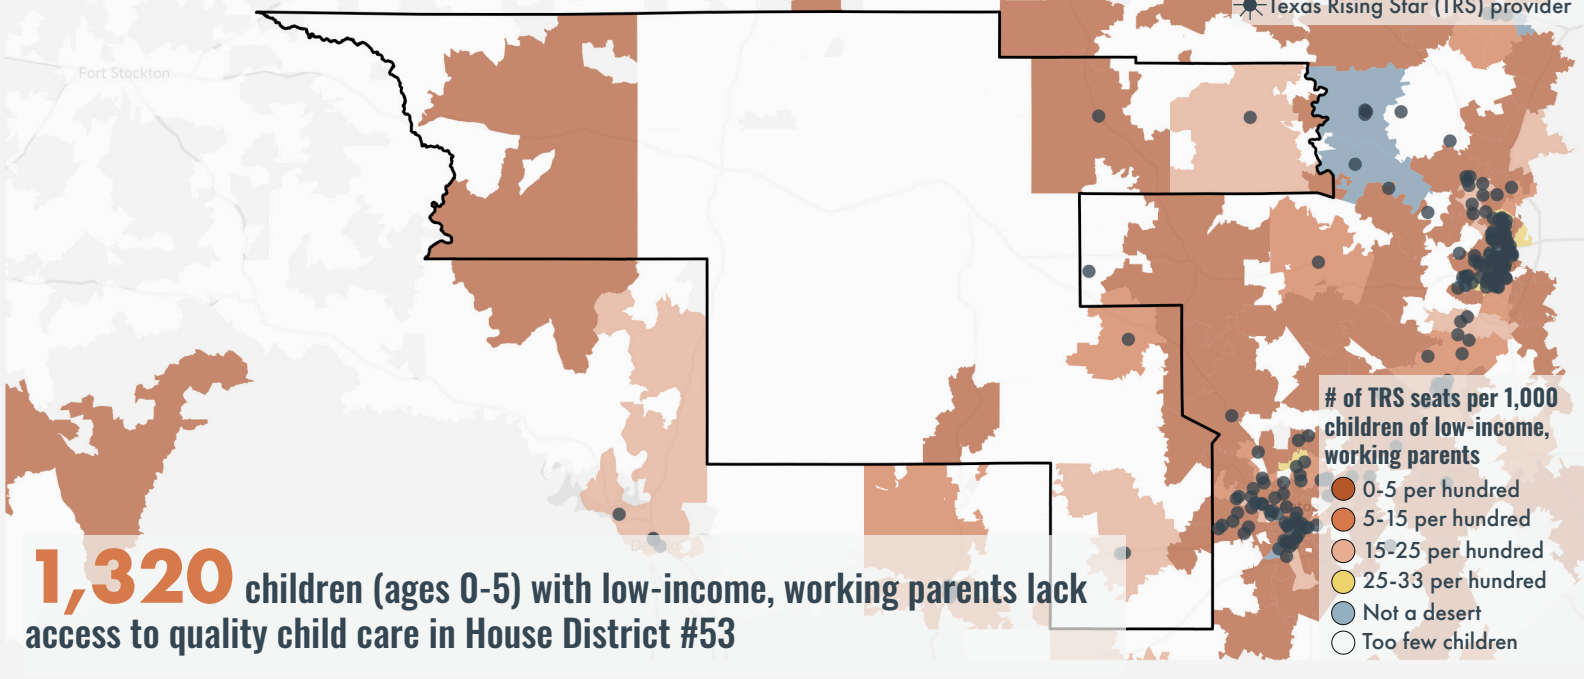 Texas Rising Star (TRS) provider
Fort Stockton
# of TRS seats per 1,000
children of low-income,
working parents
0-5 per hundred
5-15 per hundred
15-25 per hundred
25-33 per hundred
Not a desert
Too few children
1,320 children (ages 0-5) with low-income, working parents lack
access to quality child care in House District #53